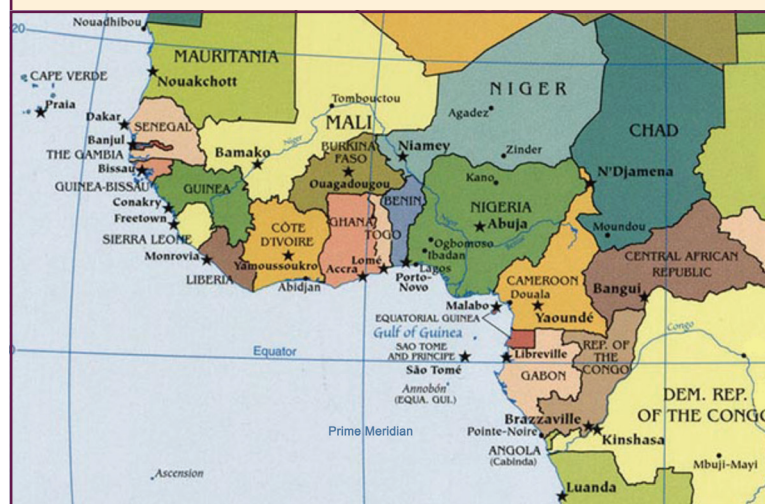 Nouadhibou
20
MAURITANIA
Nouakchott
CAPE VERDE
Praia
NIGER
Tombouctou
Agadez
CHAD
Dakar
SENEGAL
MALI
Niger
Banjul
THE GAMBIA
Bamako
BURKINA
FASO
Niamey
Zinder
Bissau
GUINEA-BISSAU
Ouagadougou
Kano
N'Djamena
GUINEA
BENIN
Conakry
Freetown
NIGERIA
Abuja
GHANA
TOGO
Moundou
SIERRA LEONE
CÔTE
D'IVOIRE
Ogbomoso
Ibadan
Benue
CENTRAL AFRICAN
REPUBLIC
Monrovia
Yamoussoukro
Lomé
Lagos
LIBERIA
Accra
Porto-
Novo
CAMEROON
Douala
Bangui
Abidjan
Malabo
Yaoundé
EQUATORIAL GUINEA
Gulf of Guinea
Congo
0
Equator
SAO TOME
AND PRINCIPE
São Tomé
Libreville
REP. OF
THE
CONGO
GABON
Annobón
(EQUA. GUI.)
DEM. REP.
OF THE CONGO
Brazzaville
Prime Meridian
Pointe-Noire
Kinshasa
ANGOLA
(Cabinda)
Mbuji-Mayi
Ascension
Luanda